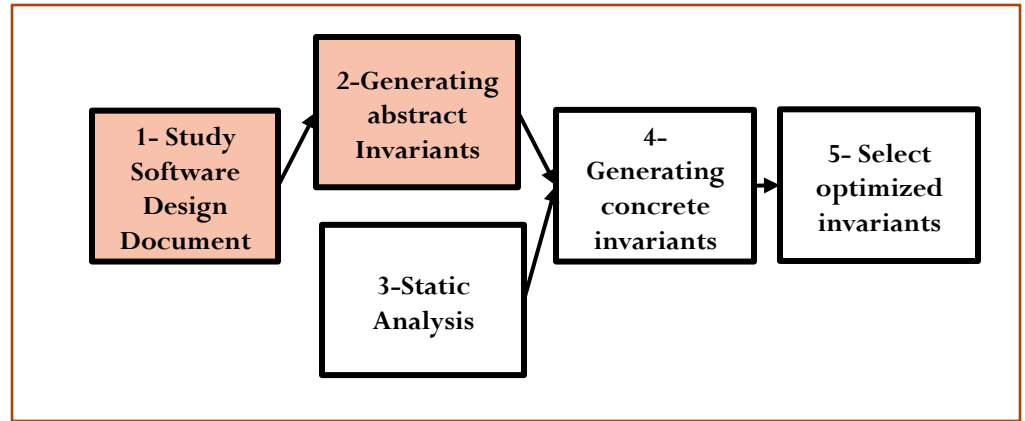 1- Study
Software
Design
Document
2-Generating
abstract
Invariants
3-Static
Analysis
4-
Generating
concrete
invariants
5- Select
optimized
invariants